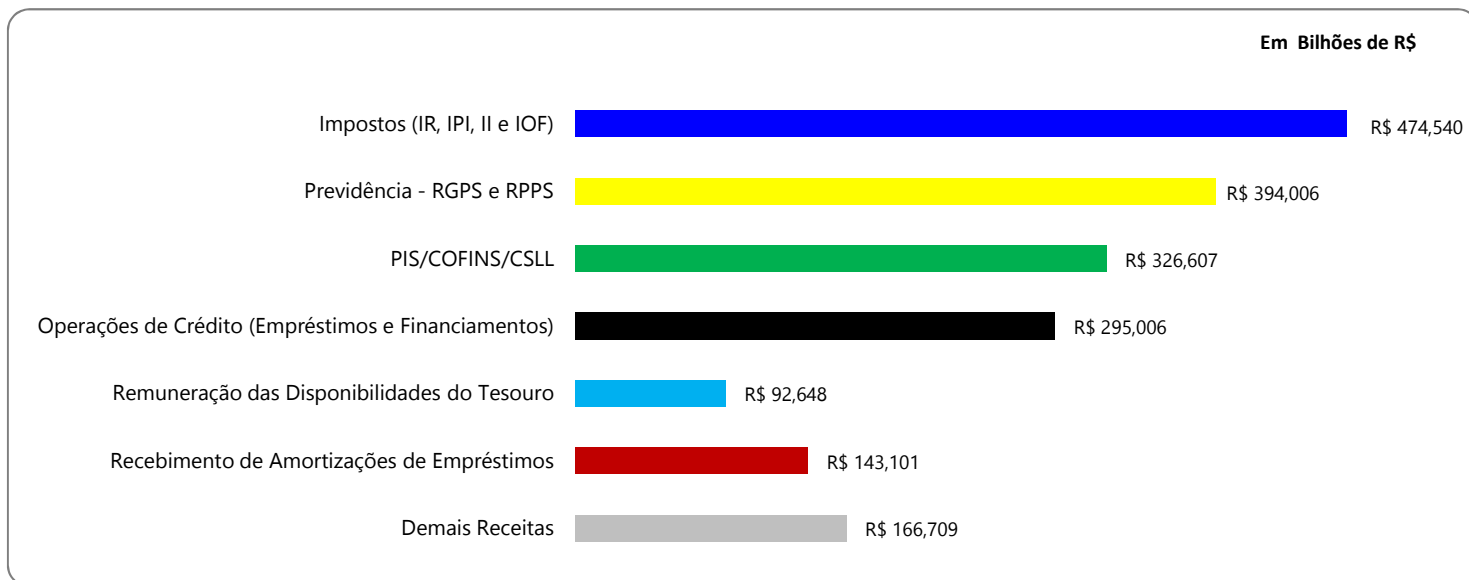 Em Bilhões de R$
Impostos (IR, IPI, II e IOF) R$ 474,540
Previdência - RGPS e RPPS R$ 394,006
PIS/COFINS/CSLL R$ 326,607
Operações de Crédito (Empréstimos e Financiamentos) R$ 295,006
Remuneração das Disponibilidades do Tesouro R$ 92,648
Recebimento de Amortizações de Empréstimos R$ 143,101
Demais Receitas R$ 166,709